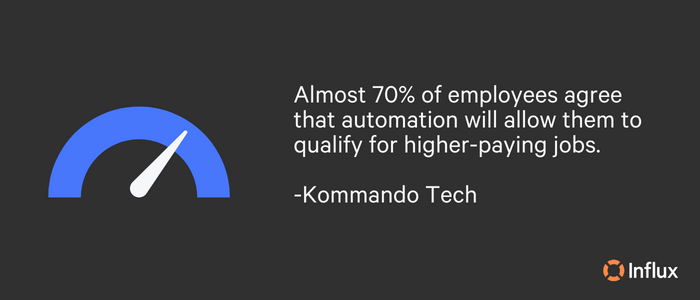 Almost 70% of employees agree
that automation will allow them to
qualify for higher-paying jobs.
-Kommando Tech
Influx